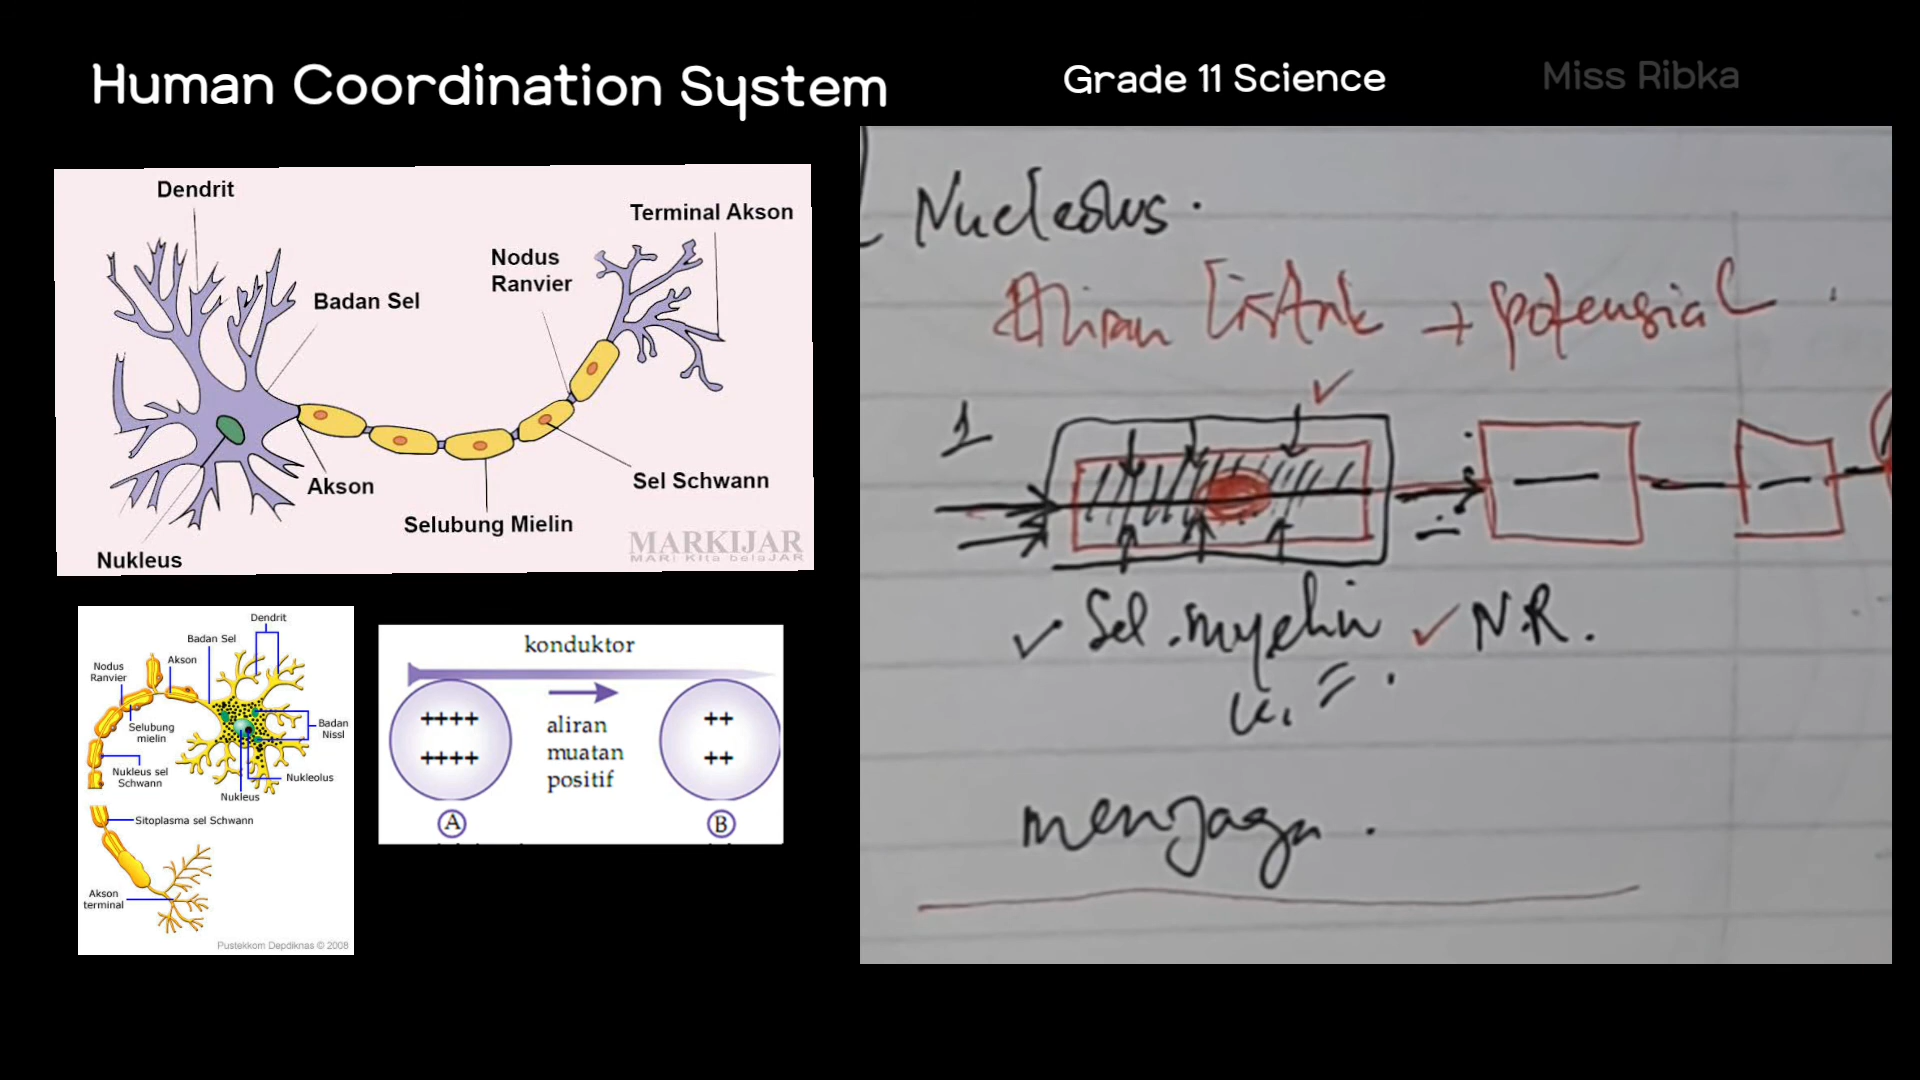 Human Coordination System
Grade 11 Science
Miss Ribka
Dendrit
Terminal Akson
Nodus
Ranvier
Badan Sel
Akson
Sel Schwann
Selubung Mielin
Nukleus
MARKIJAR
MARI KITA belaJAR
Dendrit
Badan Sel
Akson
Nodus
Ranvier
Selubung
mielin
Badan
Nissl
Nukleus sel
Schwann
Nukleolus
Nukleus
Sitoplasma sel Schwann
Akson
terminal
Pustekkom Depdiknas © 2008
konduktor
++++
++++
aliran
muatan
positif
++
++
A
B
Nucleolus.
Aliran listrik + potensial
1
Sel. myelin
N.R.
menjaga.